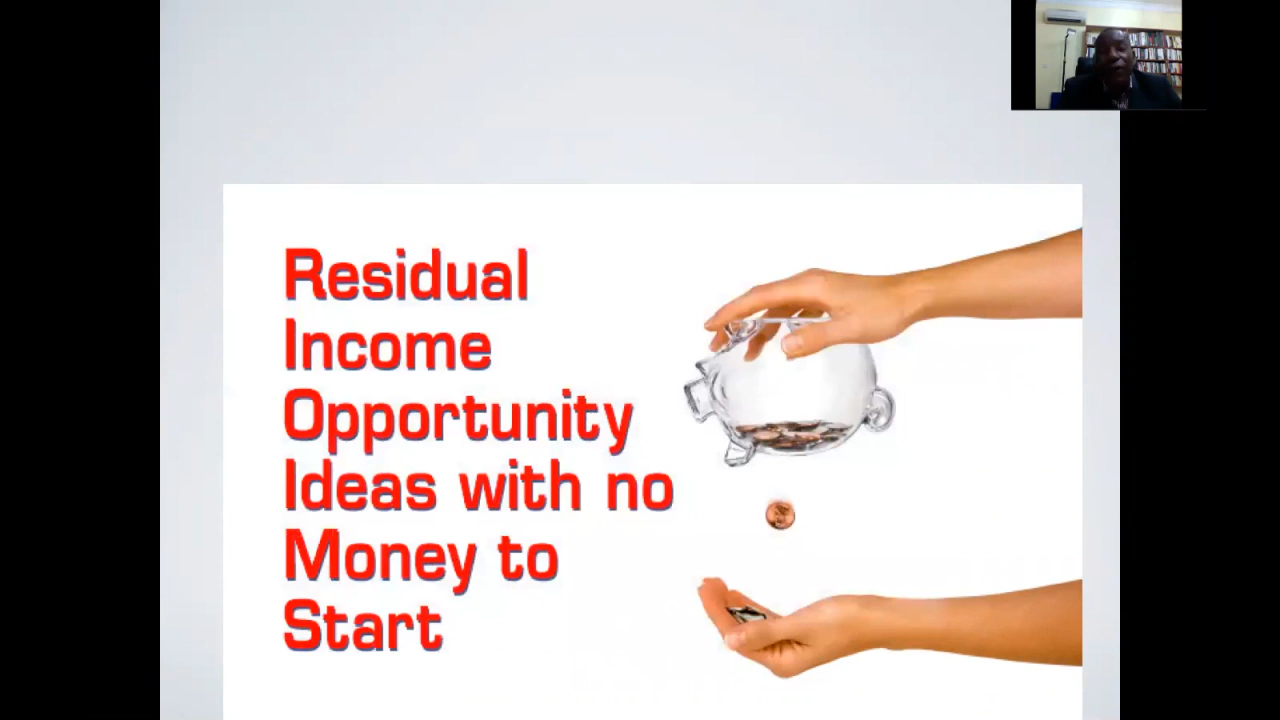 Residual
Income
Opportunity
Ideas with no
Money to
Start